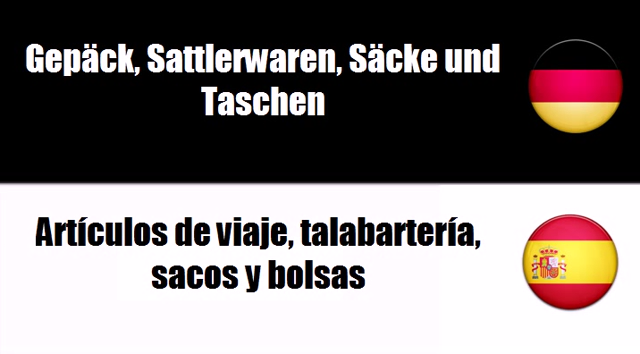 Gepäck, Sattlerwaren, Säcke und
Taschen
Artículos de viaje, talabartería,
sacos y bolsas